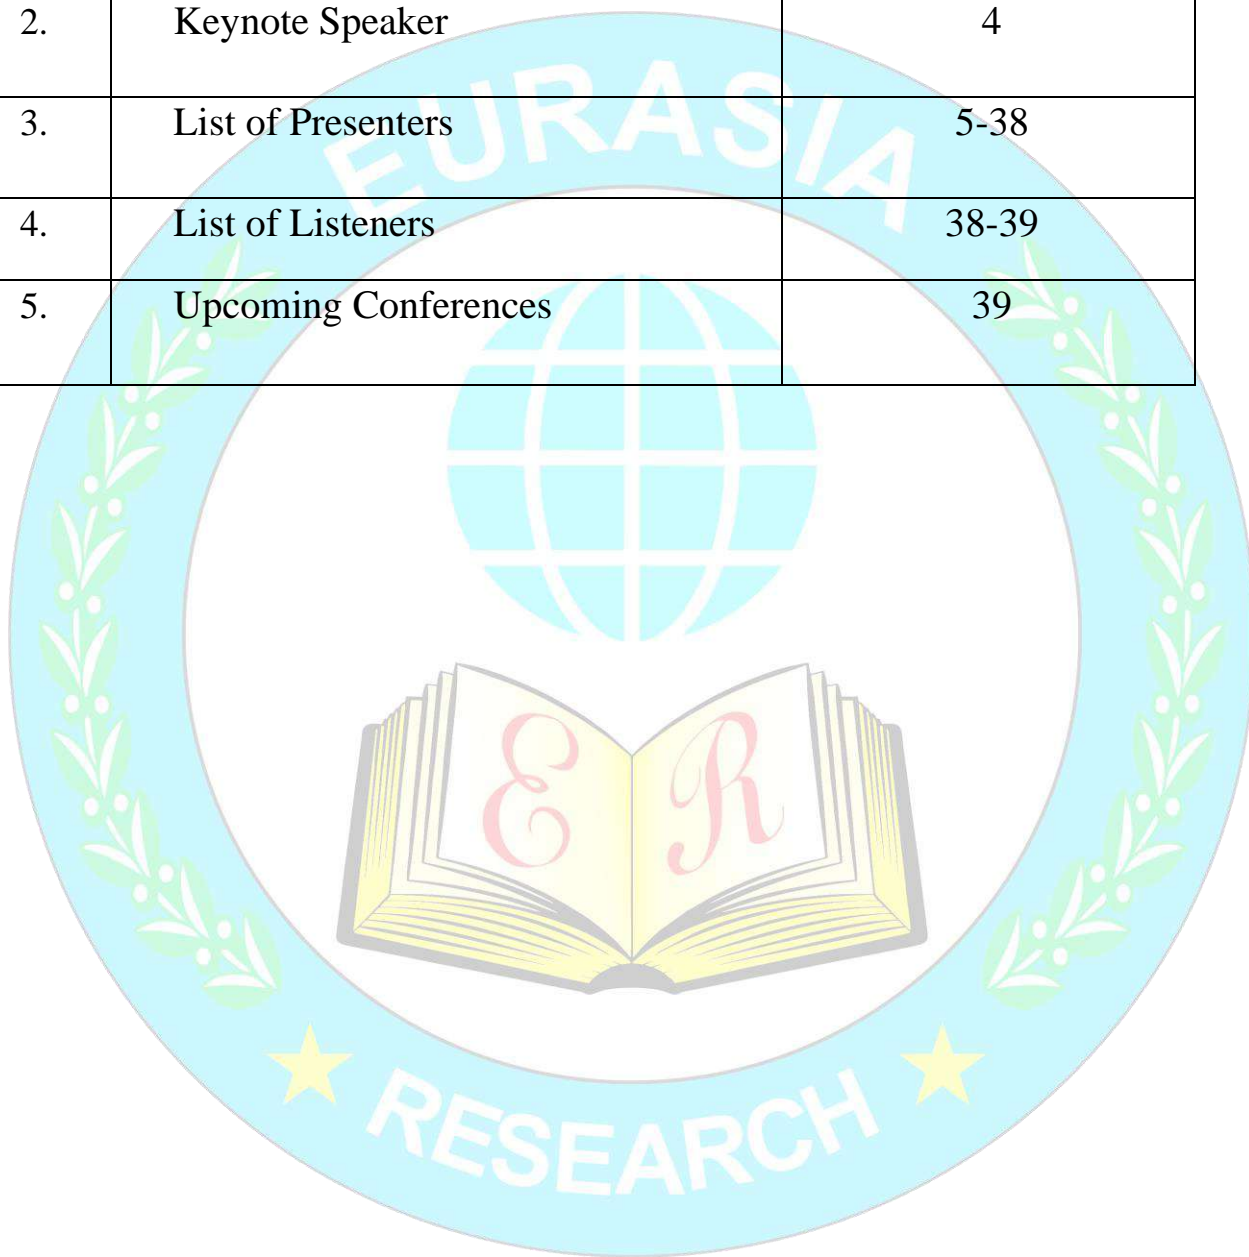 2. Keynote Speaker 4
3. List of Presenters 5-38
4. List of Listeners 38-39
5. Upcoming Conferences 39
EURASIA
E R
RESEARCH